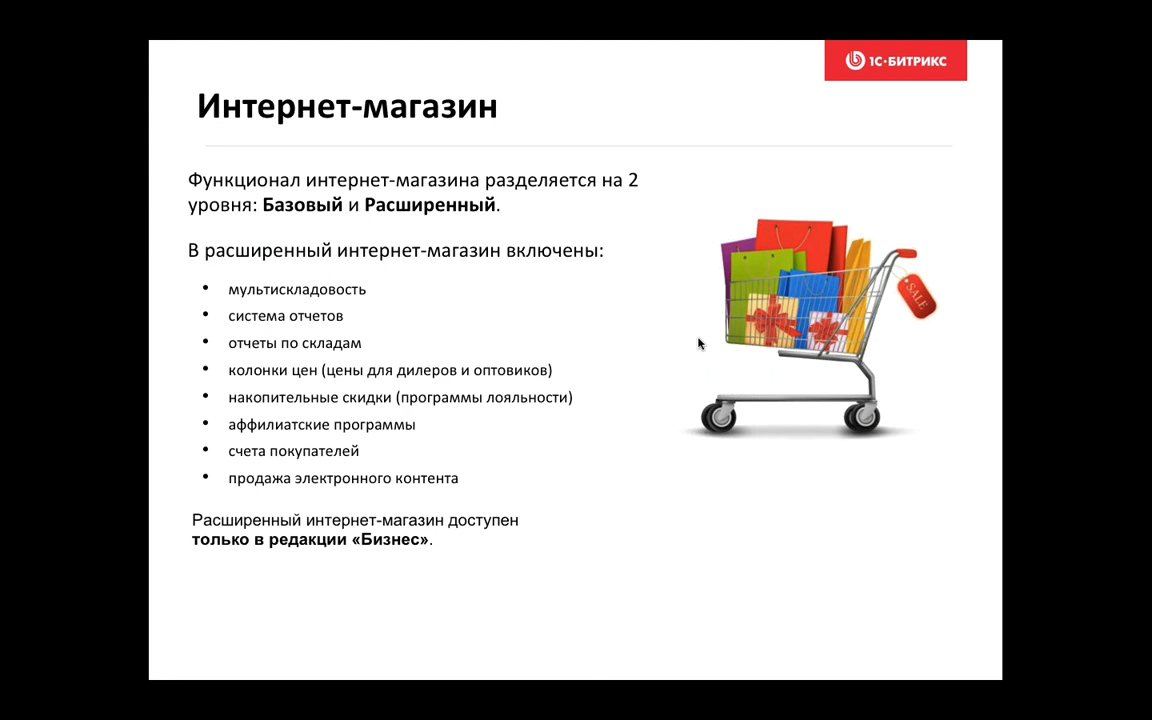 1С·БИТРИКС
Интернет-магазин
Функционал интернет-магазина разделяется на 2
уровня: Базовый и Расширенный.
В расширенный интернет-магазин включены:
• мультискладовость
• система отчетов
• отчеты по складам
• колонки цен (цены для дилеров и оптовиков)
• накопительные скидки (программы лояльности)
• аффилиатские программы
• счета покупателей
• продажа электронного контента
SALE
Расширенный интернет-магазин доступен
только в редакции «Бизнес».